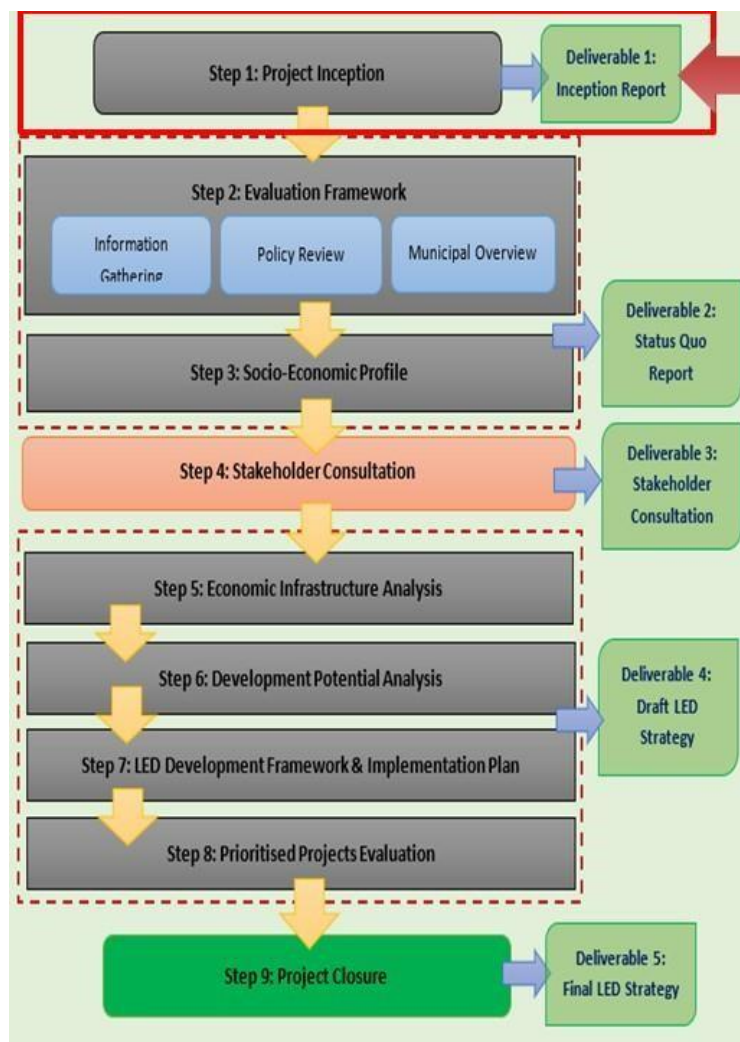 Step 1: Project Inception
Deliverable 1:
Inception Report
Step 2: Evaluation Framework
Information
Gathering
Policy Review
Municipal Overview
Deliverable 2:
Status Quo
Report
Step 3: Socio-Economic Profile
Step 4: Stakeholder Consultation
Deliverable 3:
Stakeholder
Consultation
Step 5: Economic Infrastructure Analysis
Step 6: Development Potential Analysis
Deliverable 4:
Draft LED
Strategy
Step 7: LED Development Framework & Implementation Plan
Step 8: Prioritised Projects Evaluation
Step 9: Project Closure
Deliverable 5:
Final LED Strategy